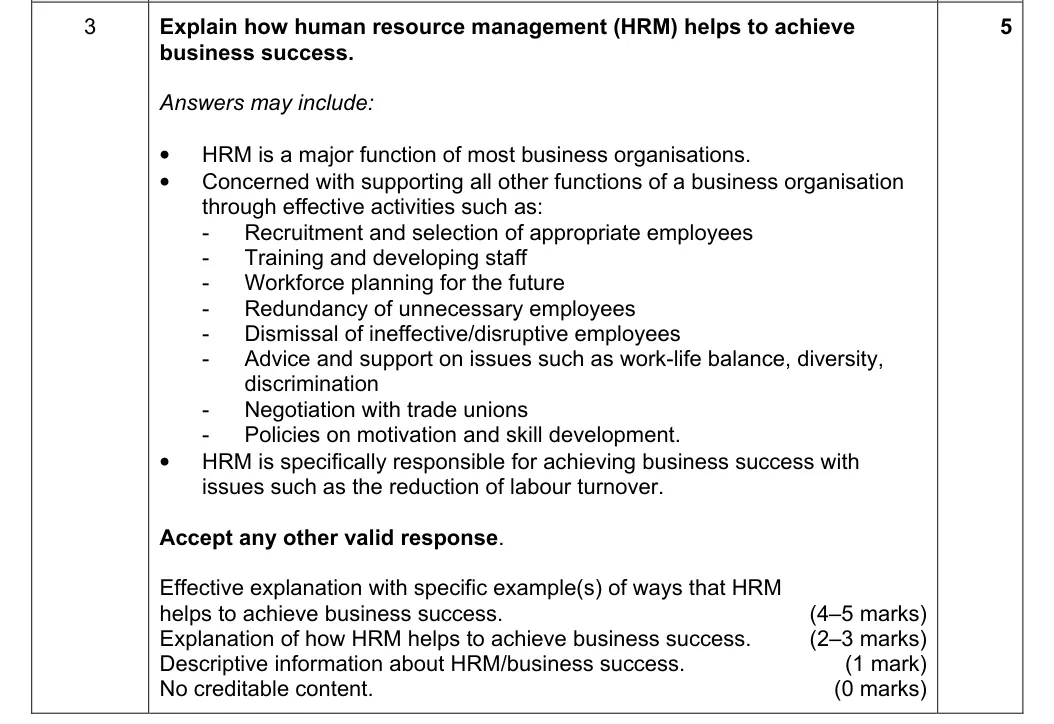 3 Explain how human resource management (HRM) helps to achieve 5
business success.
Answers may include:
• HRM is a major function of most business organisations.
• Concerned with supporting all other functions of a business organisation
through effective activities such as:
- Recruitment and selection of appropriate employees
- Training and developing staff
- Workforce planning for the future
- Redundancy of unnecessary employees
- Dismissal of ineffective/disruptive employees
- Advice and support on issues such as work-life balance, diversity,
discrimination
- Negotiation with trade unions
- Policies on motivation and skill development.
• HRM is specifically responsible for achieving business success with
issues such as the reduction of labour turnover.
Accept any other valid response.
Effective explanation with specific example(s) of ways that HRM
helps to achieve business success. (4–5 marks)
Explanation of how HRM helps to achieve business success. (2–3 marks)
Descriptive information about HRM/business success. (1 mark)
No creditable content. (0 marks)